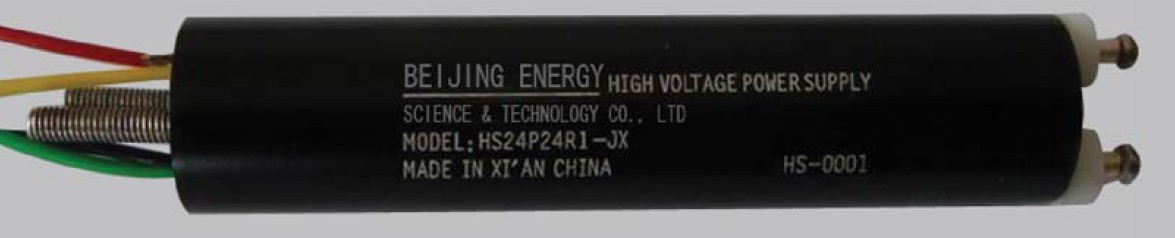 BEIJING ENERGY HIGH VOLTAGE POWER SUPPLY
SCIENCE & TECHNOLOGY CO., LTD
MODEL:HS24P24R1-JX
MADE IN XI'AN CHINA HS-0001